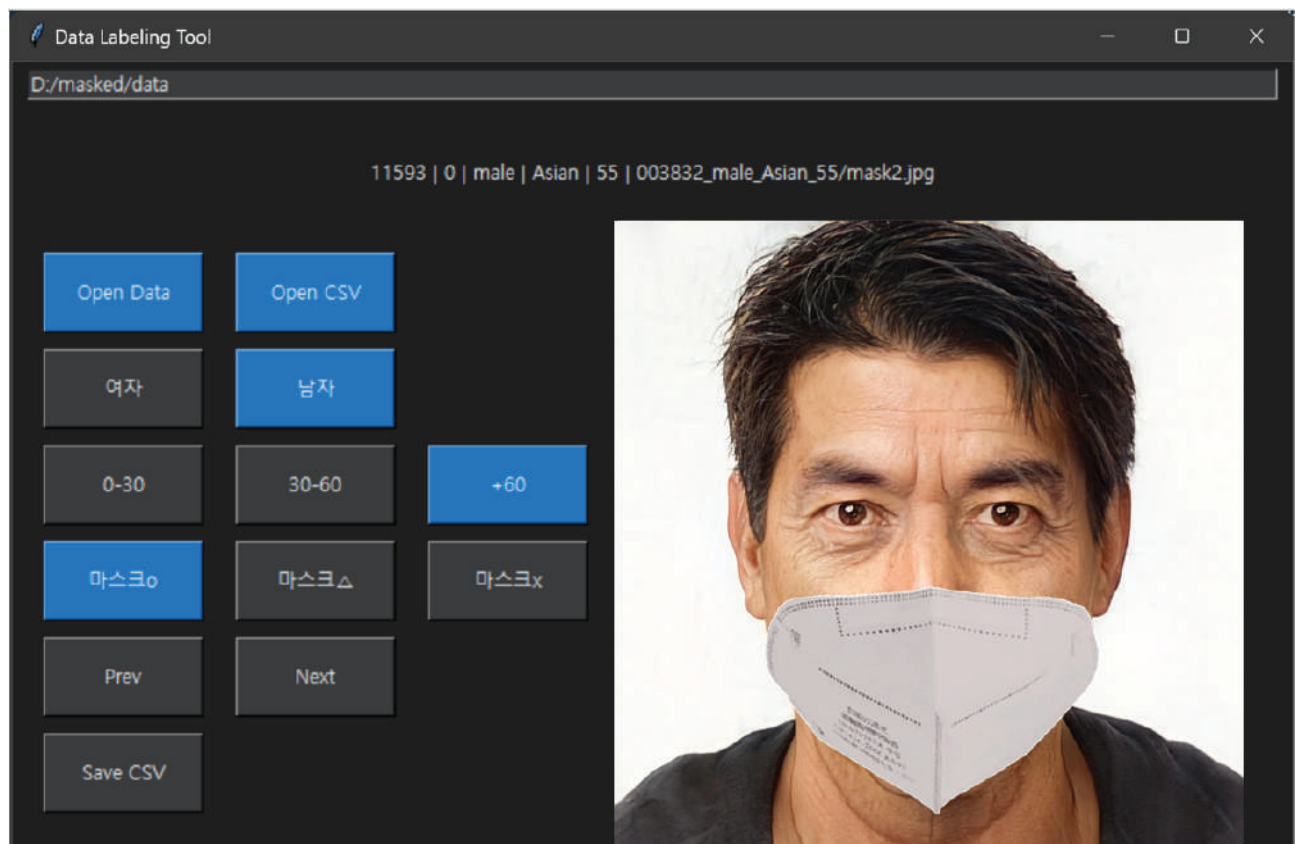 Data Labeling Tool
D:/masked/data
11593 | 0 | male | Asian | 55 | 003832_male_Asian_55/mask2.jpg
Open Data Open CSV
여자 남자
0-30 30-60 +60
마스크o 마스크△ 마스크x
Prev Next
Save CSV